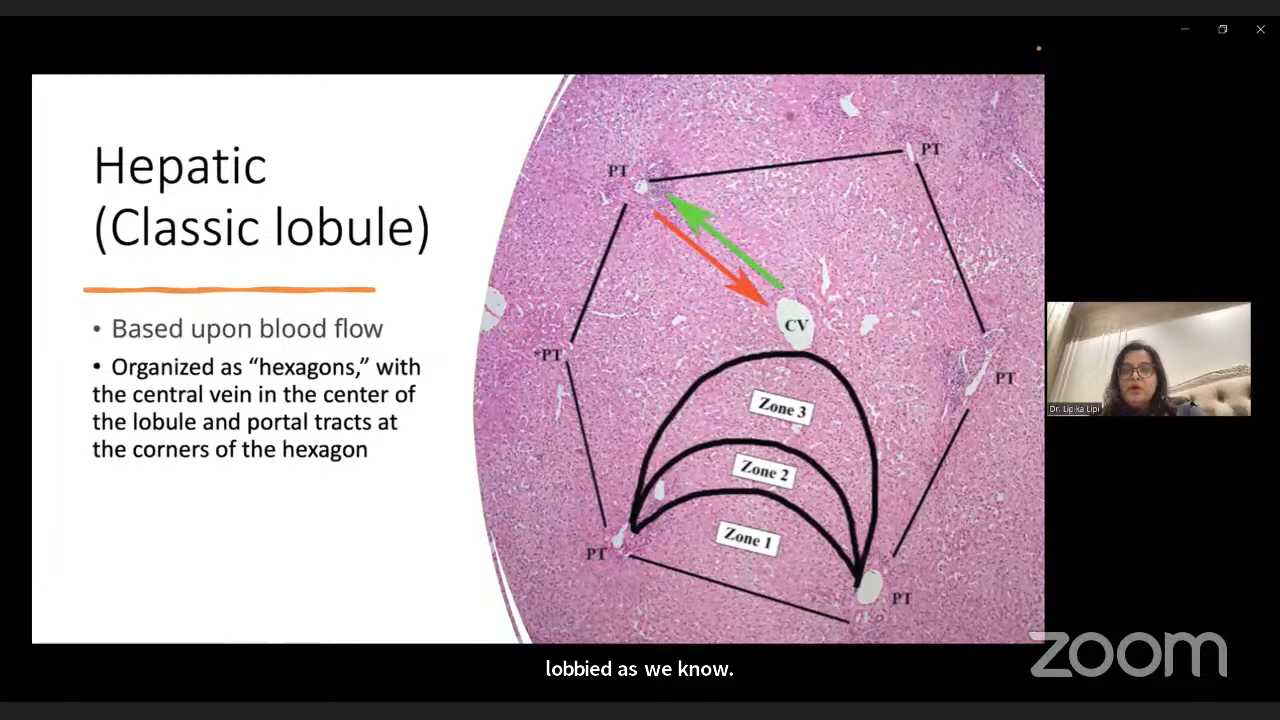 Hepatic
(Classic lobule)
• Based upon blood flow
• Organized as “hexagons,” with
the central vein in the center of
the lobule and portal tracts at
the corners of the hexagon
PT
PT
CV
PT
PT
Zone 3
Zone 2
Zone 1
PT
PT
Dr. Lipika Lipi
lobbied as we know.
zoom